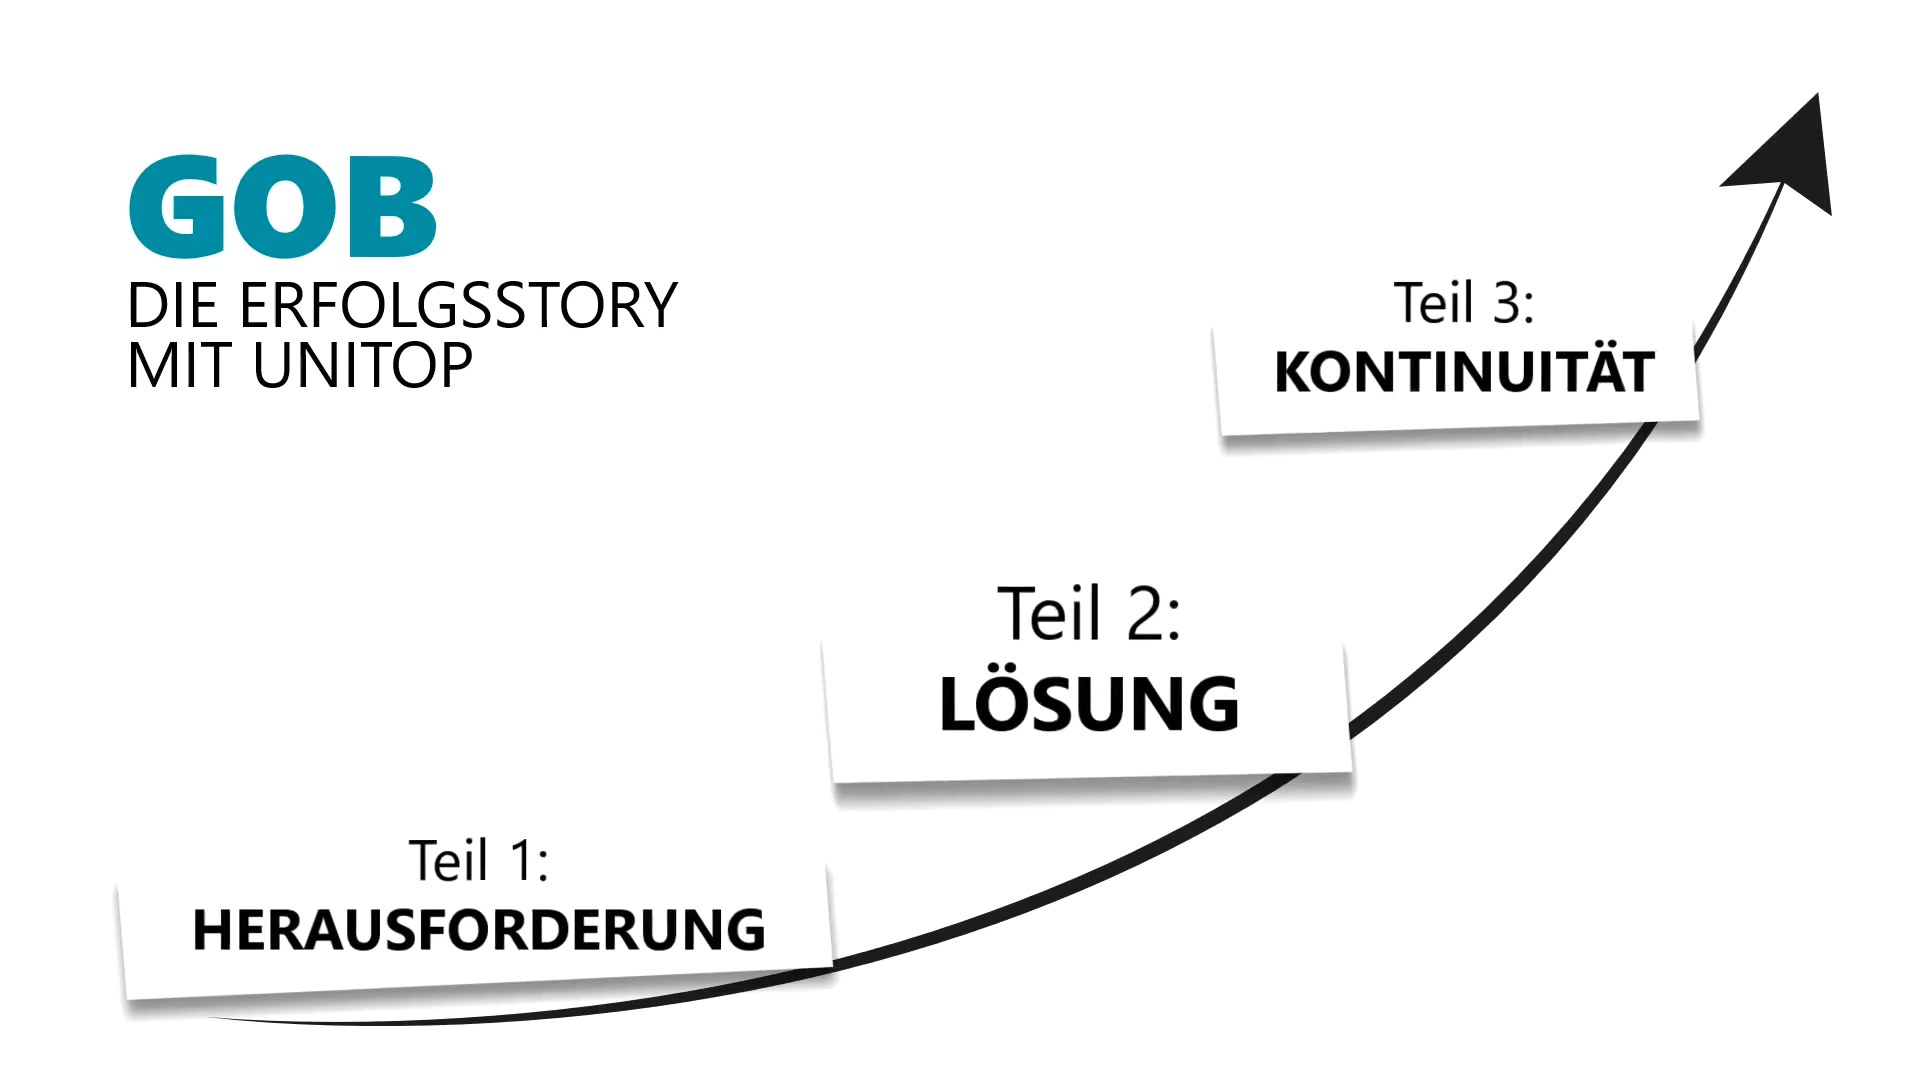 GOB
DIE ERFOLGSSTORY
MIT UNITOP
Teil 3:
KONTINUITÄT
Teil 2:
LÖSUNG
Teil 1:
HERAUSFORDERUNG